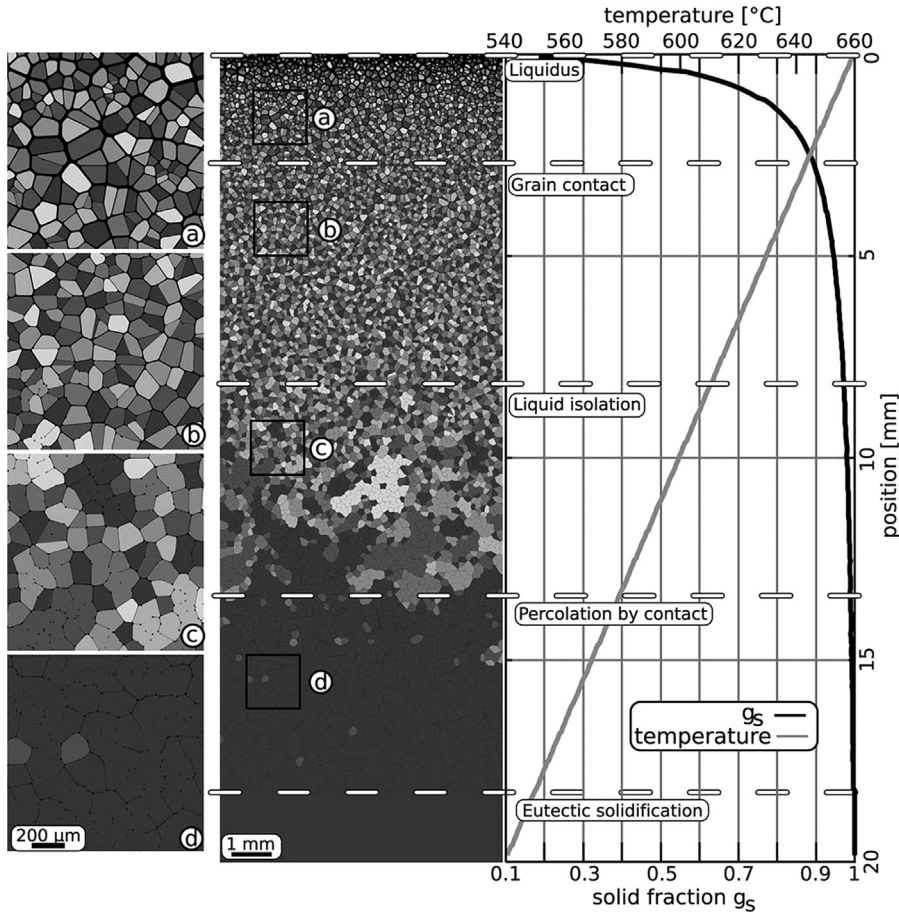 temperature [°C]
540 560 580 600 620 640 660
Liquidus
0
a
a
Grain contact
b
5
b
Liquid isolation
c
10
position [mm]
c
Percolation by contact
d
15
gs
temperature
Eutectic solidification
200 µm
d
1 mm
20
0.1 0.3 0.5 0.7 0.9 1
solid fraction gs